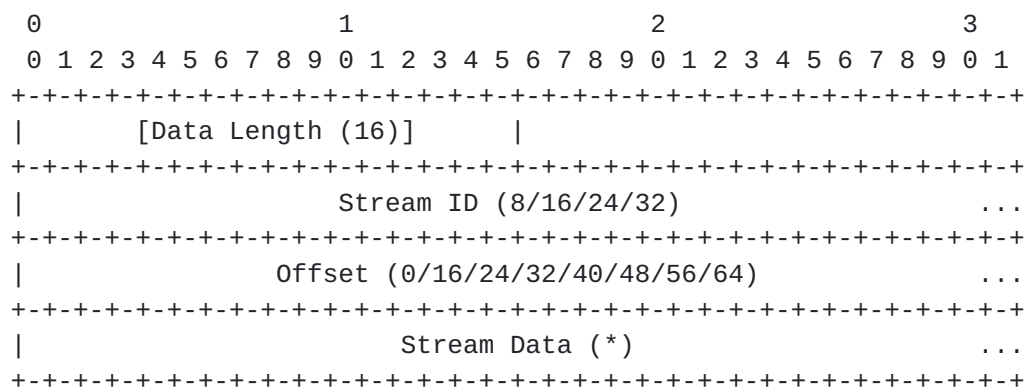 0                   1                   2                   3
 0 1 2 3 4 5 6 7 8 9 0 1 2 3 4 5 6 7 8 9 0 1 2 3 4 5 6 7 8 9 0 1
+-+-+-+-+-+-+-+-+-+-+-+-+-+-+-+-+-+-+-+-+-+-+-+-+-+-+-+-+-+-+-+-+
|       [Data Length (16)]      |
+-+-+-+-+-+-+-+-+-+-+-+-+-+-+-+-+-+-+-+-+-+-+-+-+-+-+-+-+-+-+-+-+
|                    Stream ID (8/16/24/32)                   ...
+-+-+-+-+-+-+-+-+-+-+-+-+-+-+-+-+-+-+-+-+-+-+-+-+-+-+-+-+-+-+-+-+
|                Offset (0/16/24/32/40/48/56/64)              ...
+-+-+-+-+-+-+-+-+-+-+-+-+-+-+-+-+-+-+-+-+-+-+-+-+-+-+-+-+-+-+-+-+
|                        Stream Data (*)                      ...
+-+-+-+-+-+-+-+-+-+-+-+-+-+-+-+-+-+-+-+-+-+-+-+-+-+-+-+-+-+-+-+-+